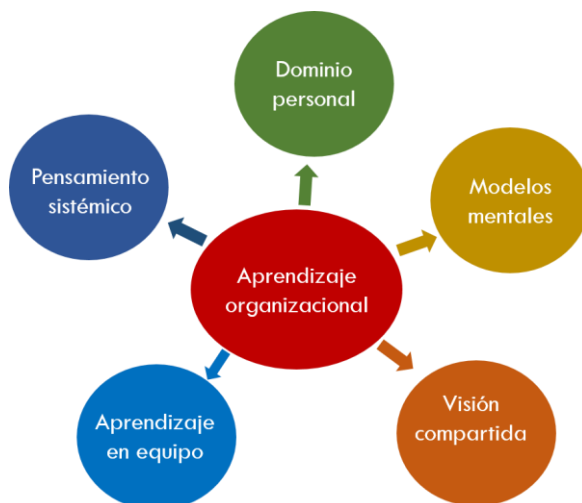 Dominio
personal
Pensamiento
sistémico
Modelos
mentales
Aprendizaje
organizacional
Aprendizaje
en equipo
Visión
compartida